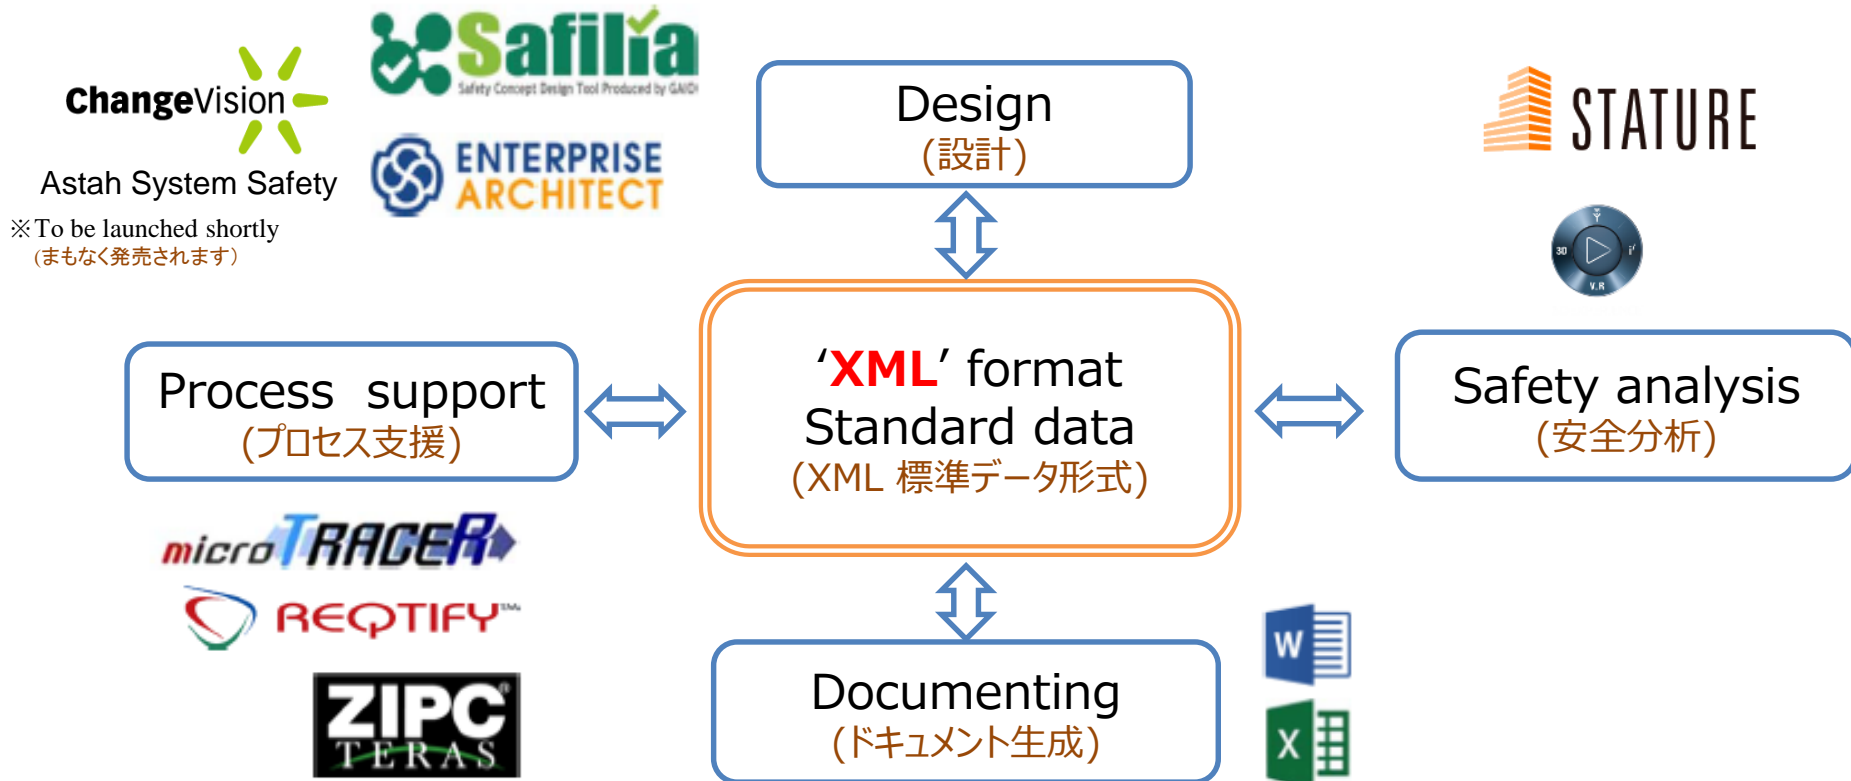 ChangeVision
Astah System Safety
※To be launched shortly
(まもなく発売されます)
Safilia
Safety Concept Design Tool Produced by GAIO
ENTERPRISE
ARCHITECT
Design
(設計)
STATURE
3D
V.R
Process support
(プロセス支援)
‘XML’ format
Standard data
(XML 標準データ形式)
Safety analysis
(安全分析)
microTRACER
REQTIFY™
ZIPC®
TERAS
Documenting
(ドキュメント生成)
W
X